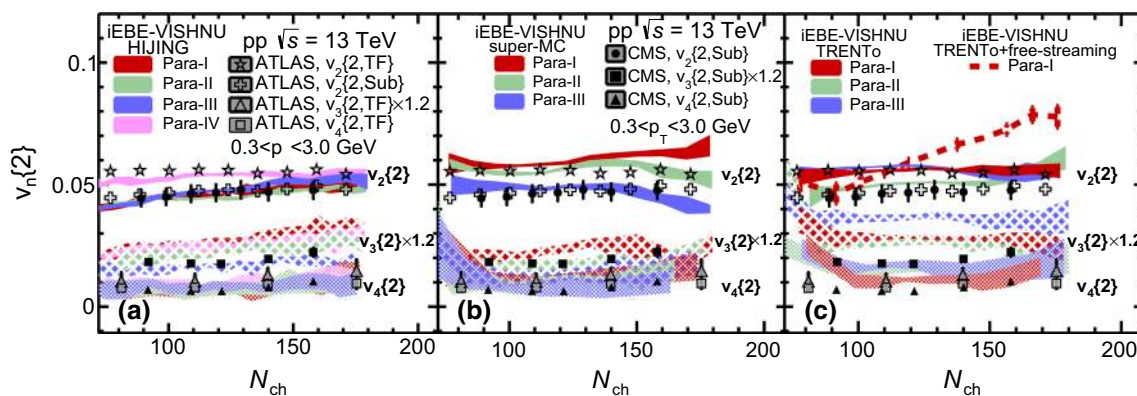 iEBE-VISHNU
HIJING
Para-I
Para-II
Para-III
Para-IV
pp √s = 13 TeV
ATLAS, v₂{2,TF}
ATLAS, v₂{2,Sub}
ATLAS, v₃{2,TF}×1.2
ATLAS, v₄{2,TF}
0.3<p <3.0 GeV
v₂{2}
v₃{2}×1.2
v₄{2}
(a)
iEBE-VISHNU
super-MC
Para-I
Para-II
Para-III
pp √s = 13 TeV
CMS, v₂{2,Sub}
CMS, v₃{2,Sub}×1.2
CMS, v₄{2,Sub}
0.3<p_T<3.0 GeV
v₂{2}
v₃{2}×1.2
v₄{2}
(b)
iEBE-VISHNU
TRENTo
Para-I
Para-II
Para-III
iEBE-VISHNU
TRENTo+free-streaming
Para-I
v₂{2}
v₃{2}×1.2
v₄{2}
(c)
vₙ{2}
0.1
0.05
0
100 150 200
100 150 200
100 150 200
N_ch
N_ch
N_ch